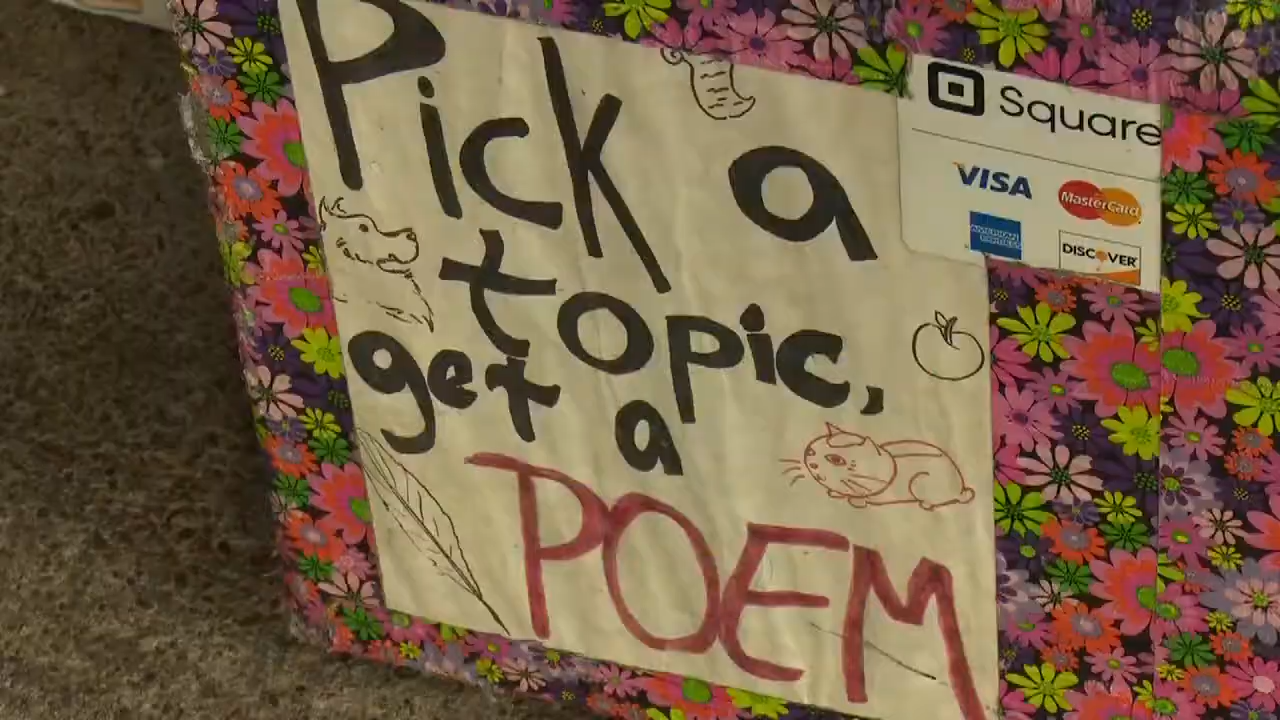 Pick a
topic,
get a
POEM
Square
VISA
MasterCard
AMERICAN
EXPRESS
DISCOVER